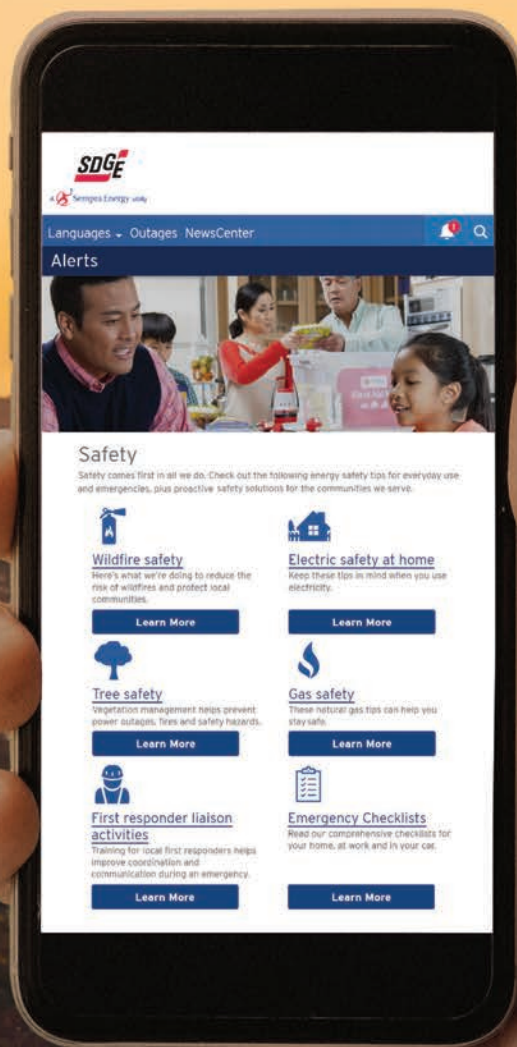 SDGE
A Sempra Energy utility
Languages Outages NewsCenter
1
Alerts
Safety
Safety comes first in all we do. Check out the following energy safety tips for everyday use
and emergencies, plus proactive safety solutions for the communities we serve.
Wildfire safety
Here's what we're doing to reduce the
risk of wildfires and protect local
communities.
Learn More
Electric safety at home
Keep these tips in mind when you use
electricity.
Learn More
Tree safety
Vegetation management helps prevent
power outages, fires and safety hazards.
Learn More
Gas safety
These natural gas tips can help you
stay safe.
Learn More
First responder liaison
activities
Training for local first responders helps
improve coordination and
communication during an emergency.
Learn More
Emergency Checklists
Read our comprehensive checklists for
your home, at work and in your car.
Learn More